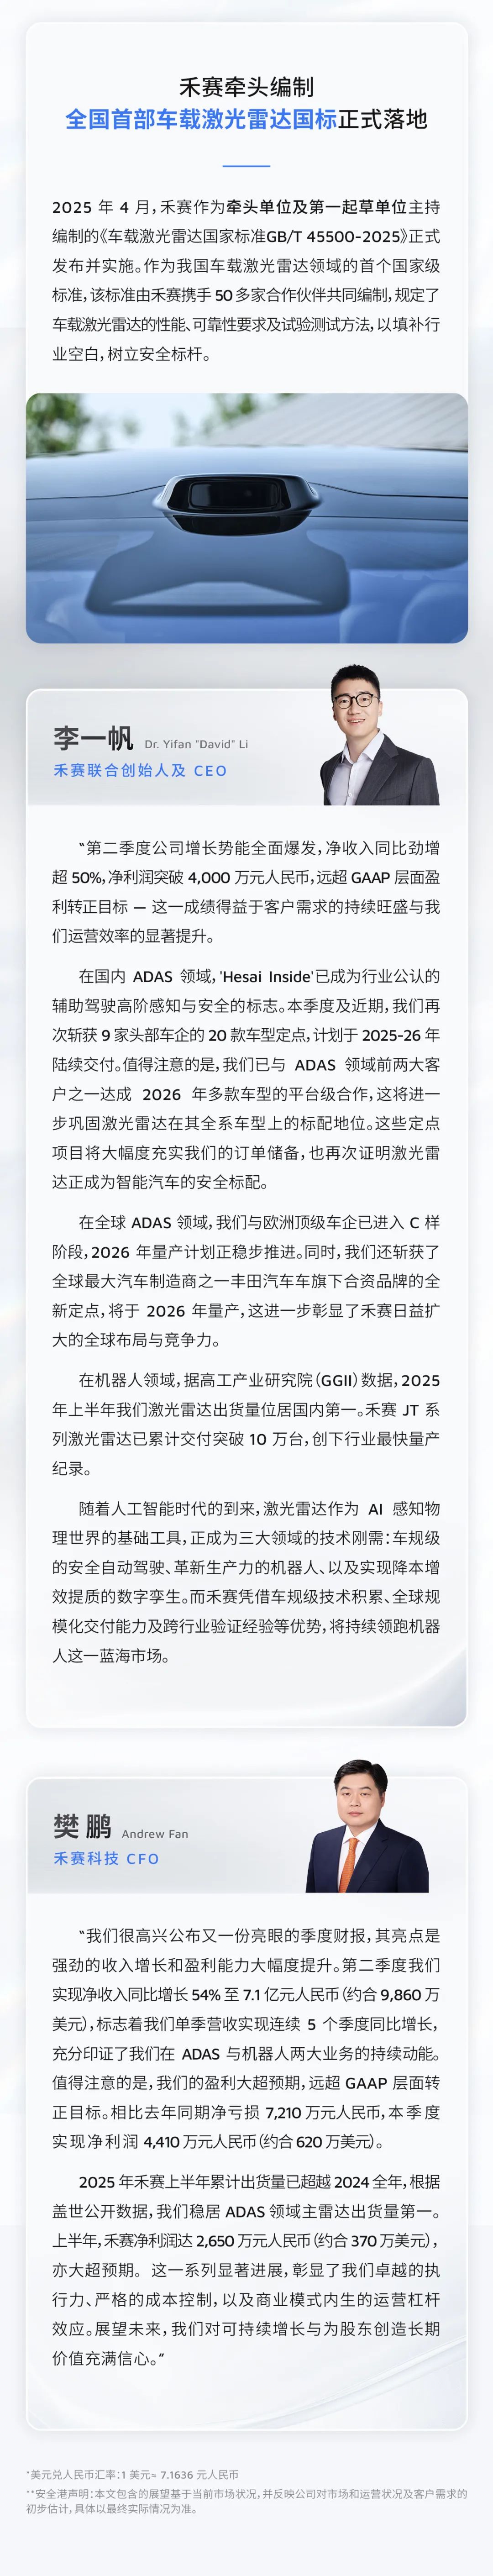 禾赛牵头编制
全国首部车载激光雷达国标正式落地
2025 年 4 月，禾赛作为牵头单位及第一起草单位主持
编制的《车载激光雷达国家标准GB/T 45500-2025》正式
发布并实施。作为我国车载激光雷达领域的首个国家级
标准，该标准由禾赛携手 50 多家合作伙伴共同编制，规定了
车载激光雷达的性能、可靠性要求及试验测试方法，以填补行
业空白，树立安全标杆。
李一帆 Dr. Yifan "David" Li
禾赛联合创始人及 CEO
“第二季度公司增长势能全面爆发，净收入同比劲增
超 50%，净利润突破 4,000 万元人民币，远超 GAAP 层面盈
利转正目标 — 这一成绩得益于客户需求的持续旺盛与我
们运营效率的显著提升。
在国内 ADAS 领域，'Hesai Inside'已成为行业公认的
辅助驾驶高阶感知与安全的标志。本季度及近期，我们再
次斩获 9 家头部车企的 20 款车型定点，计划于 2025-26 年
陆续交付。值得注意的是，我们已与 ADAS 领域前两大客
户之一达成 2026 年多款车型的平台级合作，这将进一
步巩固激光雷达在其全系车型上的标配地位。这些定点
项目将大幅度充实我们的订单储备，也再次证明激光雷
达正成为智能汽车的安全标配。
在全球 ADAS 领域，我们与欧洲顶级车企已进入 C 样
阶段，2026 年量产计划正稳步推进。同时，我们还斩获了
全球最大汽车制造商之一丰田汽车车旗下合资品牌的全
新定点，将于 2026 年量产，这进一步彰显了禾赛日益扩
大的全球布局与竞争力。
在机器人领域，据高工产业研究院（GGII）数据，2025
年上半年我们激光雷达出货量位居国内第一。禾赛 JT 系
列激光雷达已累计交付突破 10 万台，创下行业最快量产
纪录。
随着人工智能时代的到来，激光雷达作为 AI 感知物
理世界的基础工具，正成为三大领域的技术刚需：车规级
的安全自动驾驶、革新生产力的机器人、以及实现降本增
效提质的数字孪生。而禾赛凭借车规级技术积累、全球规
模化交付能力及跨行业验证经验等优势，将持续领跑机器
人这一蓝海市场。
樊 鹏 Andrew Fan
禾赛科技 CFO
“我们很高兴公布又一份亮眼的季度财报，其亮点是
强劲的收入增长和盈利能力大幅度提升。第二季度我们
实现净收入同比增长 54% 至 7.1 亿元人民币（约合 9,860 万
美元），标志着我们单季营收实现连续 5 个季度同比增长，
充分印证了我们在 ADAS 与机器人两大业务的持续动能。
值得注意的是，我们的盈利大超预期，远超 GAAP 层面转
正目标。相比去年同期净亏损 7,210 万元人民币，本季度
实现净利润 4,410 万元人民币（约合 620 万美元）。
2025 年禾赛上半年累计出货量已超越 2024 全年，根据
盖世公开数据，我们稳居 ADAS 领域主雷达出货量第一。
上半年，禾赛净利润达 2,650 万元人民币（约合 370 万美元），
亦大超预期。 这一系列显著进展，彰显了我们卓越的执
行力、严格的成本控制，以及商业模式内生的运营杠杆
效应。展望未来，我们对可持续增长与为股东创造长期
价值充满信心。”
*美元兑人民币汇率：1 美元≈ 7.1636 元人民币
**安全港声明：本文包含的展望基于当前市场状况，并反映公司对市场和运营状况及客户需求的
初步估计，具体以最终实际情况为准。